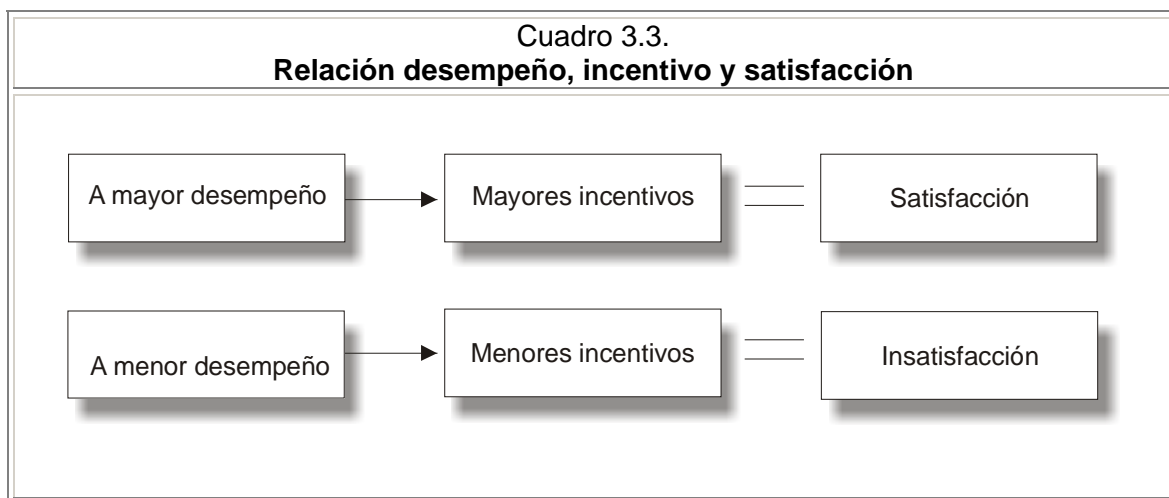 Cuadro 3.3.
Relación desempeño, incentivo y satisfacción
A mayor desempeño
Mayores incentivos
Satisfacción
A menor desempeño
Menores incentivos
Insatisfacción